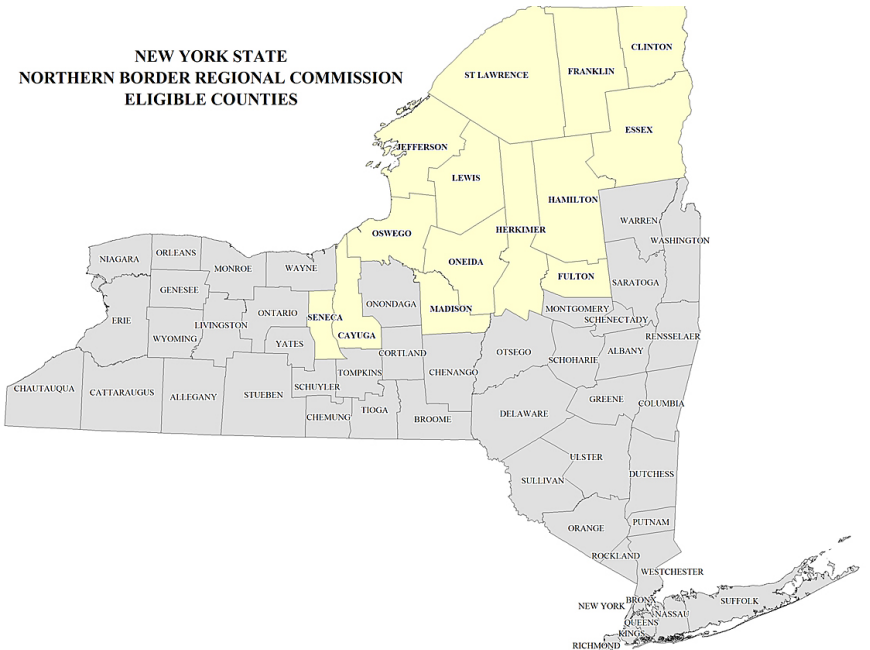 NEW YORK STATE
NORTHERN BORDER REGIONAL COMMISSION
ELIGIBLE COUNTIES
CLINTON
FRANKLIN
ST LAWRENCE
ESSEX
JEFFERSON
LEWIS
HAMILTON
WARREN
HERKIMER
OSWEGO
WASHINGTON
NIAGARA
ORLEANS
MONROE
WAYNE
ONEIDA
FULTON
SARATOGA
GENESEE
ONONDAGA
MADISON
MONTGOMERY
ERIE
ONTARIO
SENECA
SCHENECTADY
LIVINGSTON
WYOMING
YATES
CAYUGA
RENSSELAER
CORTLAND
OTSEGO
SCHOHARIE
ALBANY
TOMPKINS
CHENANGO
CHAUTAUQUA
CATTARAUGUS
ALLEGANY
STUEBEN
SCHUYLER
GREENE
COLUMBIA
CHEMUNG
TIOGA
BROOME
DELAWARE
ULSTER
DUTCHESS
SULLIVAN
PUTNAM
ORANGE
ROCKLAND
WESTCHESTER
NEW YORK
BRONX
SUFFOLK
NASSAU
QUEENS
KINGS
RICHMOND